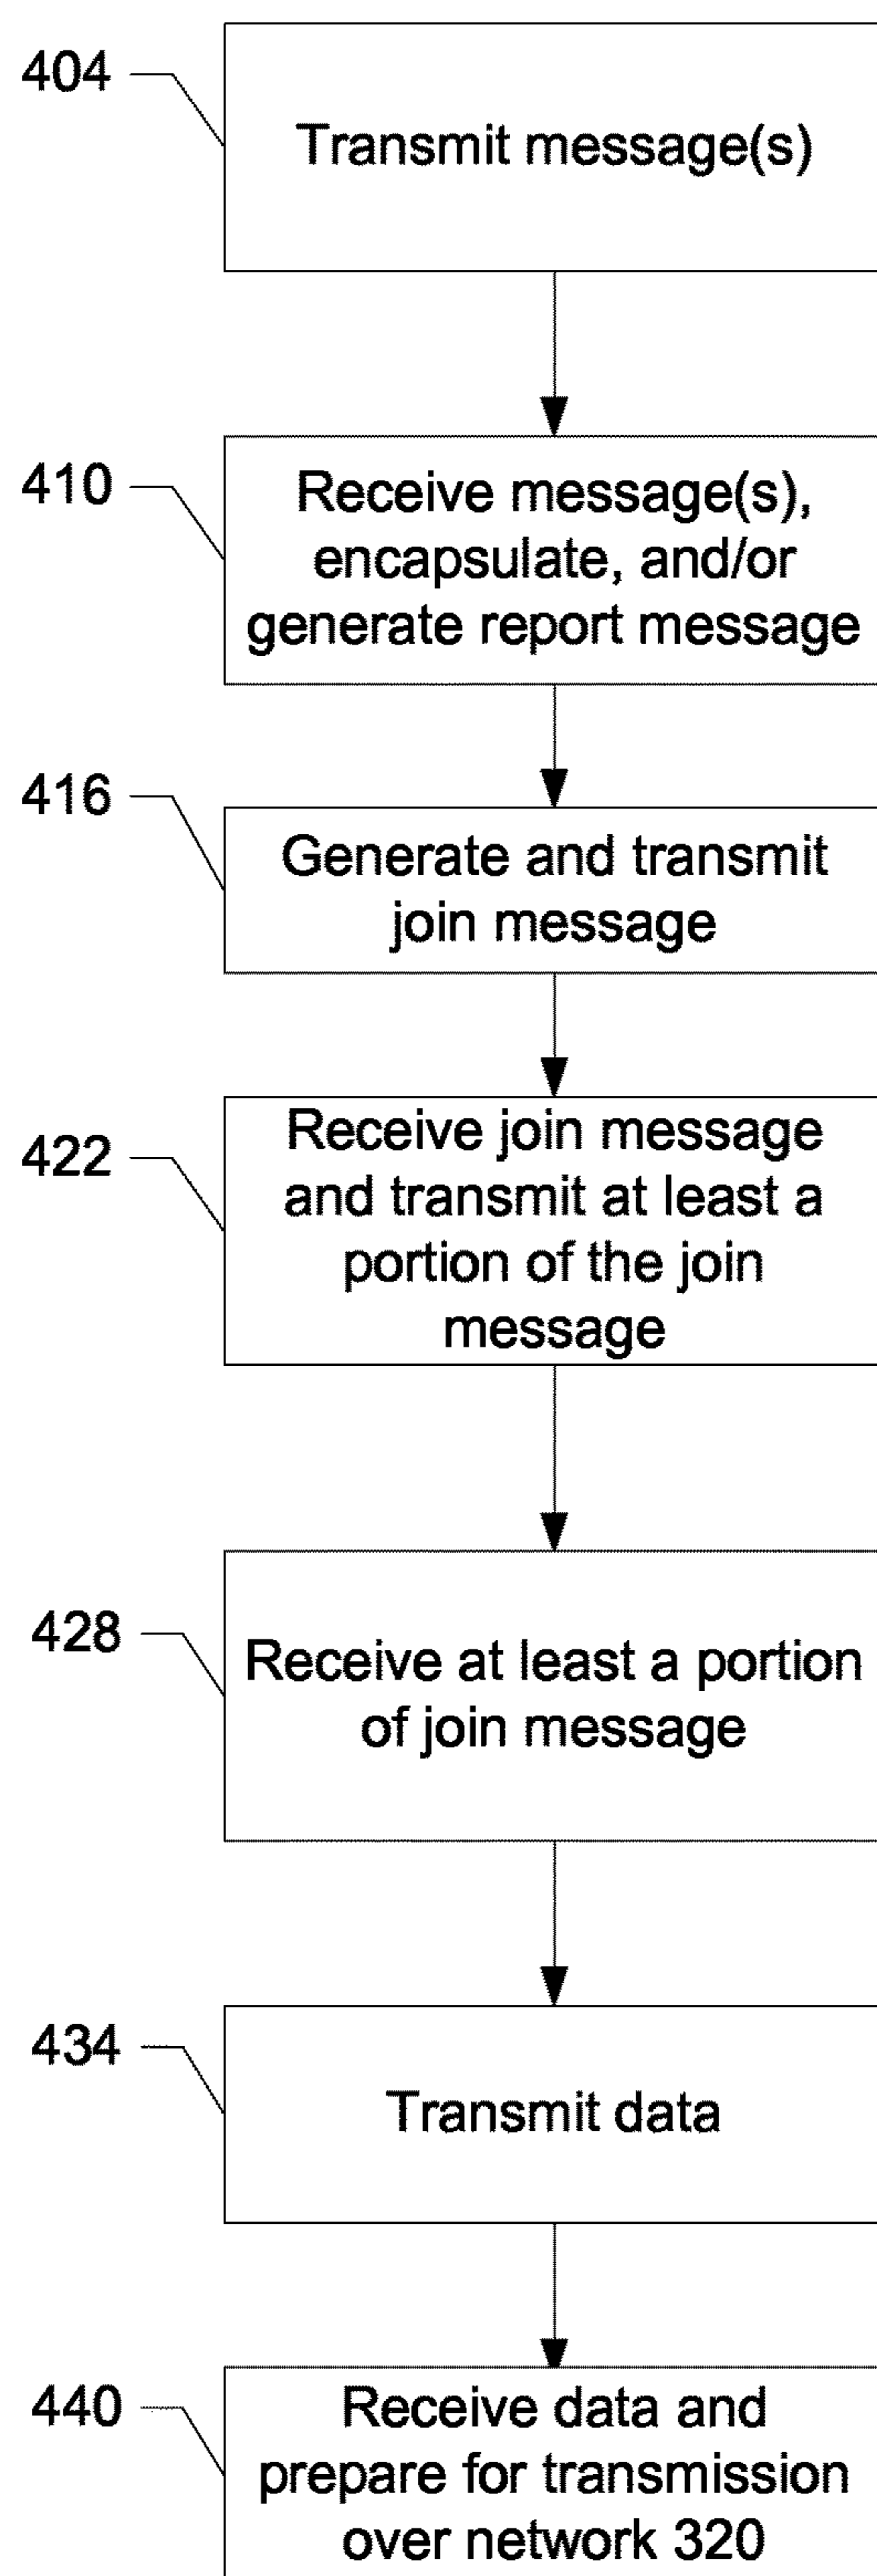 404
Transmit message(s)
410
Receive message(s),
encapsulate, and/or
generate report message
416
Generate and transmit
join message
422
Receive join message
and transmit at least a
portion of the join
message
428
Receive at least a portion
of join message
434
Transmit data
440
Receive data and
prepare for transmission
over network 320